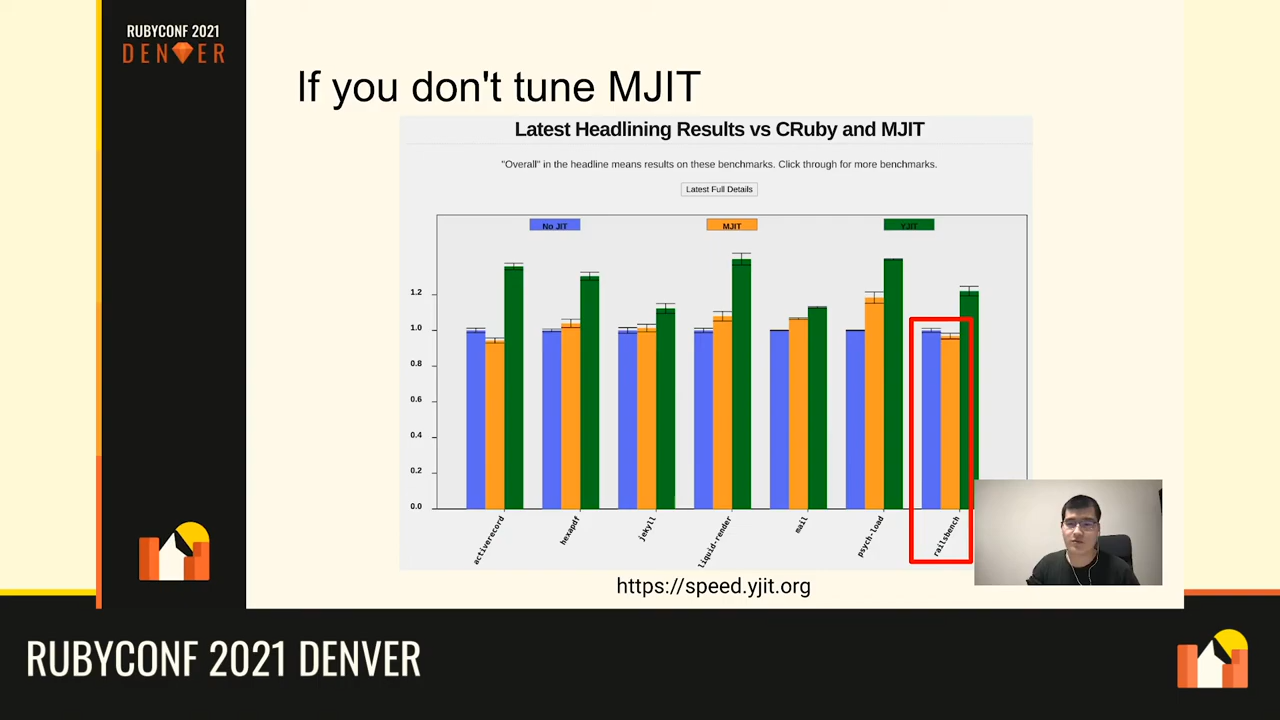 RUBYCONF 2021
DENVER
If you don't tune MJIT
Latest Headlining Results vs CRuby and MJIT
"Overall" in the headline means results on these benchmarks. Click through for more benchmarks.
Latest Full Details
No JIT
MJIT
YJIT
1.2
1.0
0.8
0.6
0.4
0.2
0.0
activerecord
hexapdf
jekyll
liquid-render
mail
psych-load
railsbench
https://speed.yjit.org
RUBYCONF 2021 DENVER